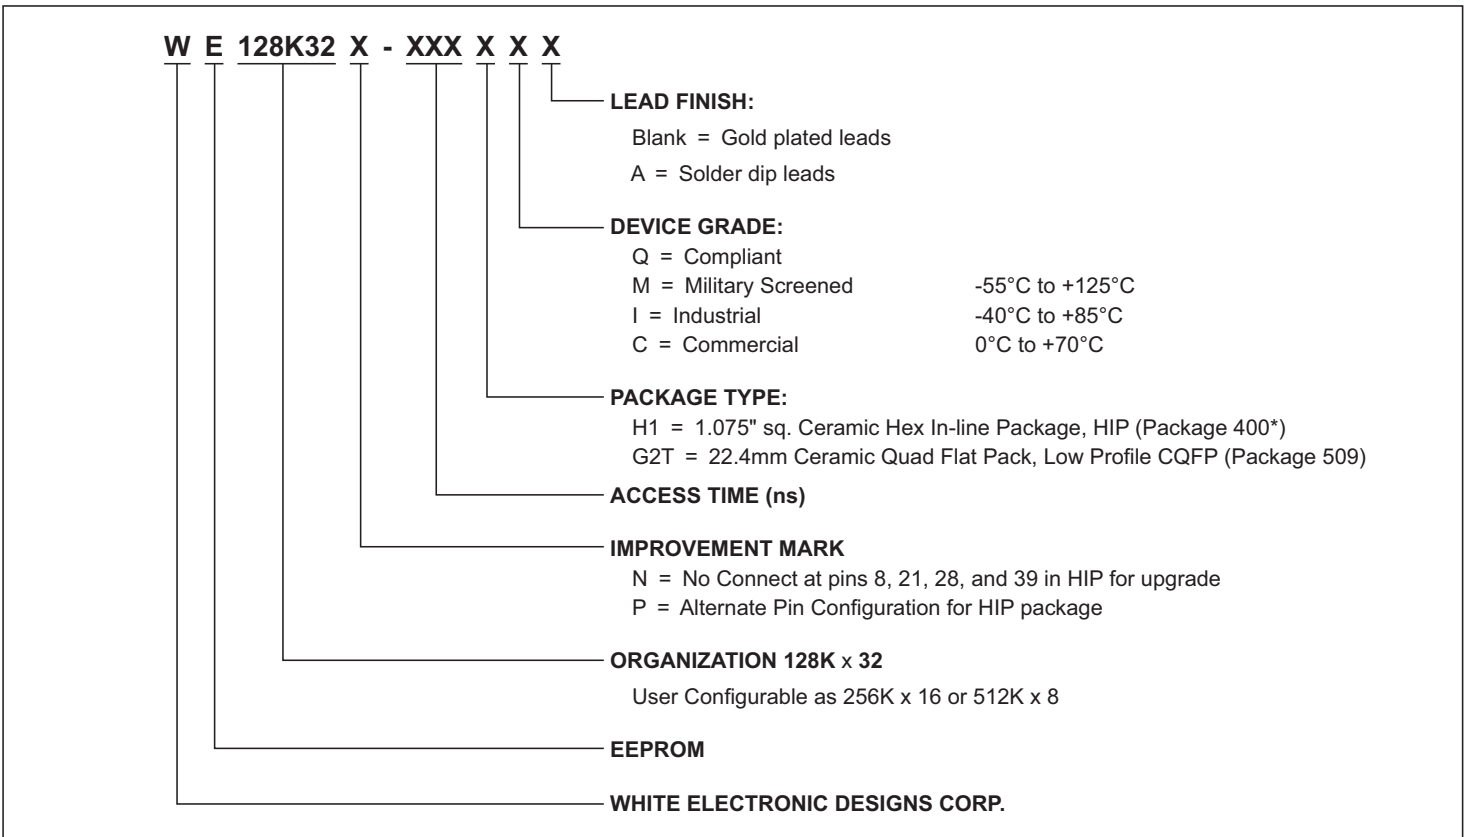 W E 128K32 X - XXX X X X
LEAD FINISH:
Blank = Gold plated leads
A = Solder dip leads
DEVICE GRADE:
Q = Compliant
M = Military Screened -55°C to +125°C
I = Industrial -40°C to +85°C
C = Commercial 0°C to +70°C
PACKAGE TYPE:
H1 = 1.075" sq. Ceramic Hex In-line Package, HIP (Package 400*)
G2T = 22.4mm Ceramic Quad Flat Pack, Low Profile CQFP (Package 509)
ACCESS TIME (ns)
IMPROVEMENT MARK
N = No Connect at pins 8, 21, 28, and 39 in HIP for upgrade
P = Alternate Pin Configuration for HIP package
ORGANIZATION 128K x 32
User Configurable as 256K x 16 or 512K x 8
EEPROM
WHITE ELECTRONIC DESIGNS CORP.